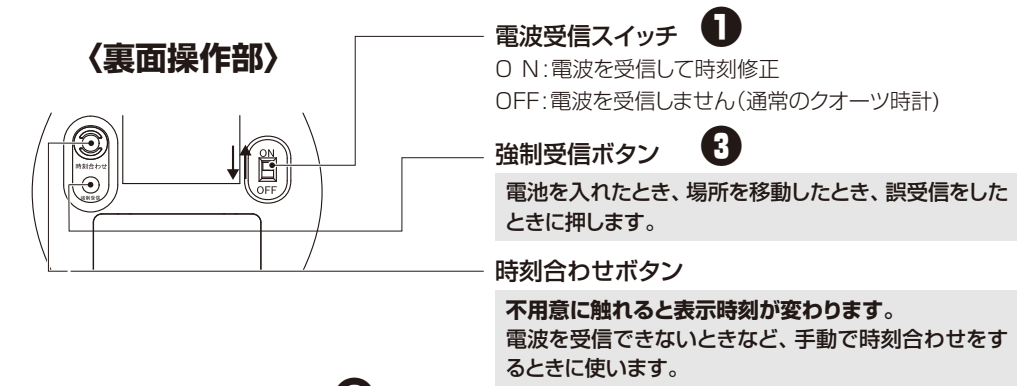 〈裏面操作部〉
電波受信スイッチ ❶
O N:電波を受信して時刻修正
OFF:電波を受信しません(通常のクオーツ時計)
時刻合わせ
強制受信
ON
OFF
強制受信ボタン ❸
電池を入れたとき、場所を移動したとき、誤受信をした
ときに押します。
時刻合わせボタン
不用意に触れると表示時刻が変わります。
電波を受信できないときなど、手動で時刻合わせをす
るときに使います。